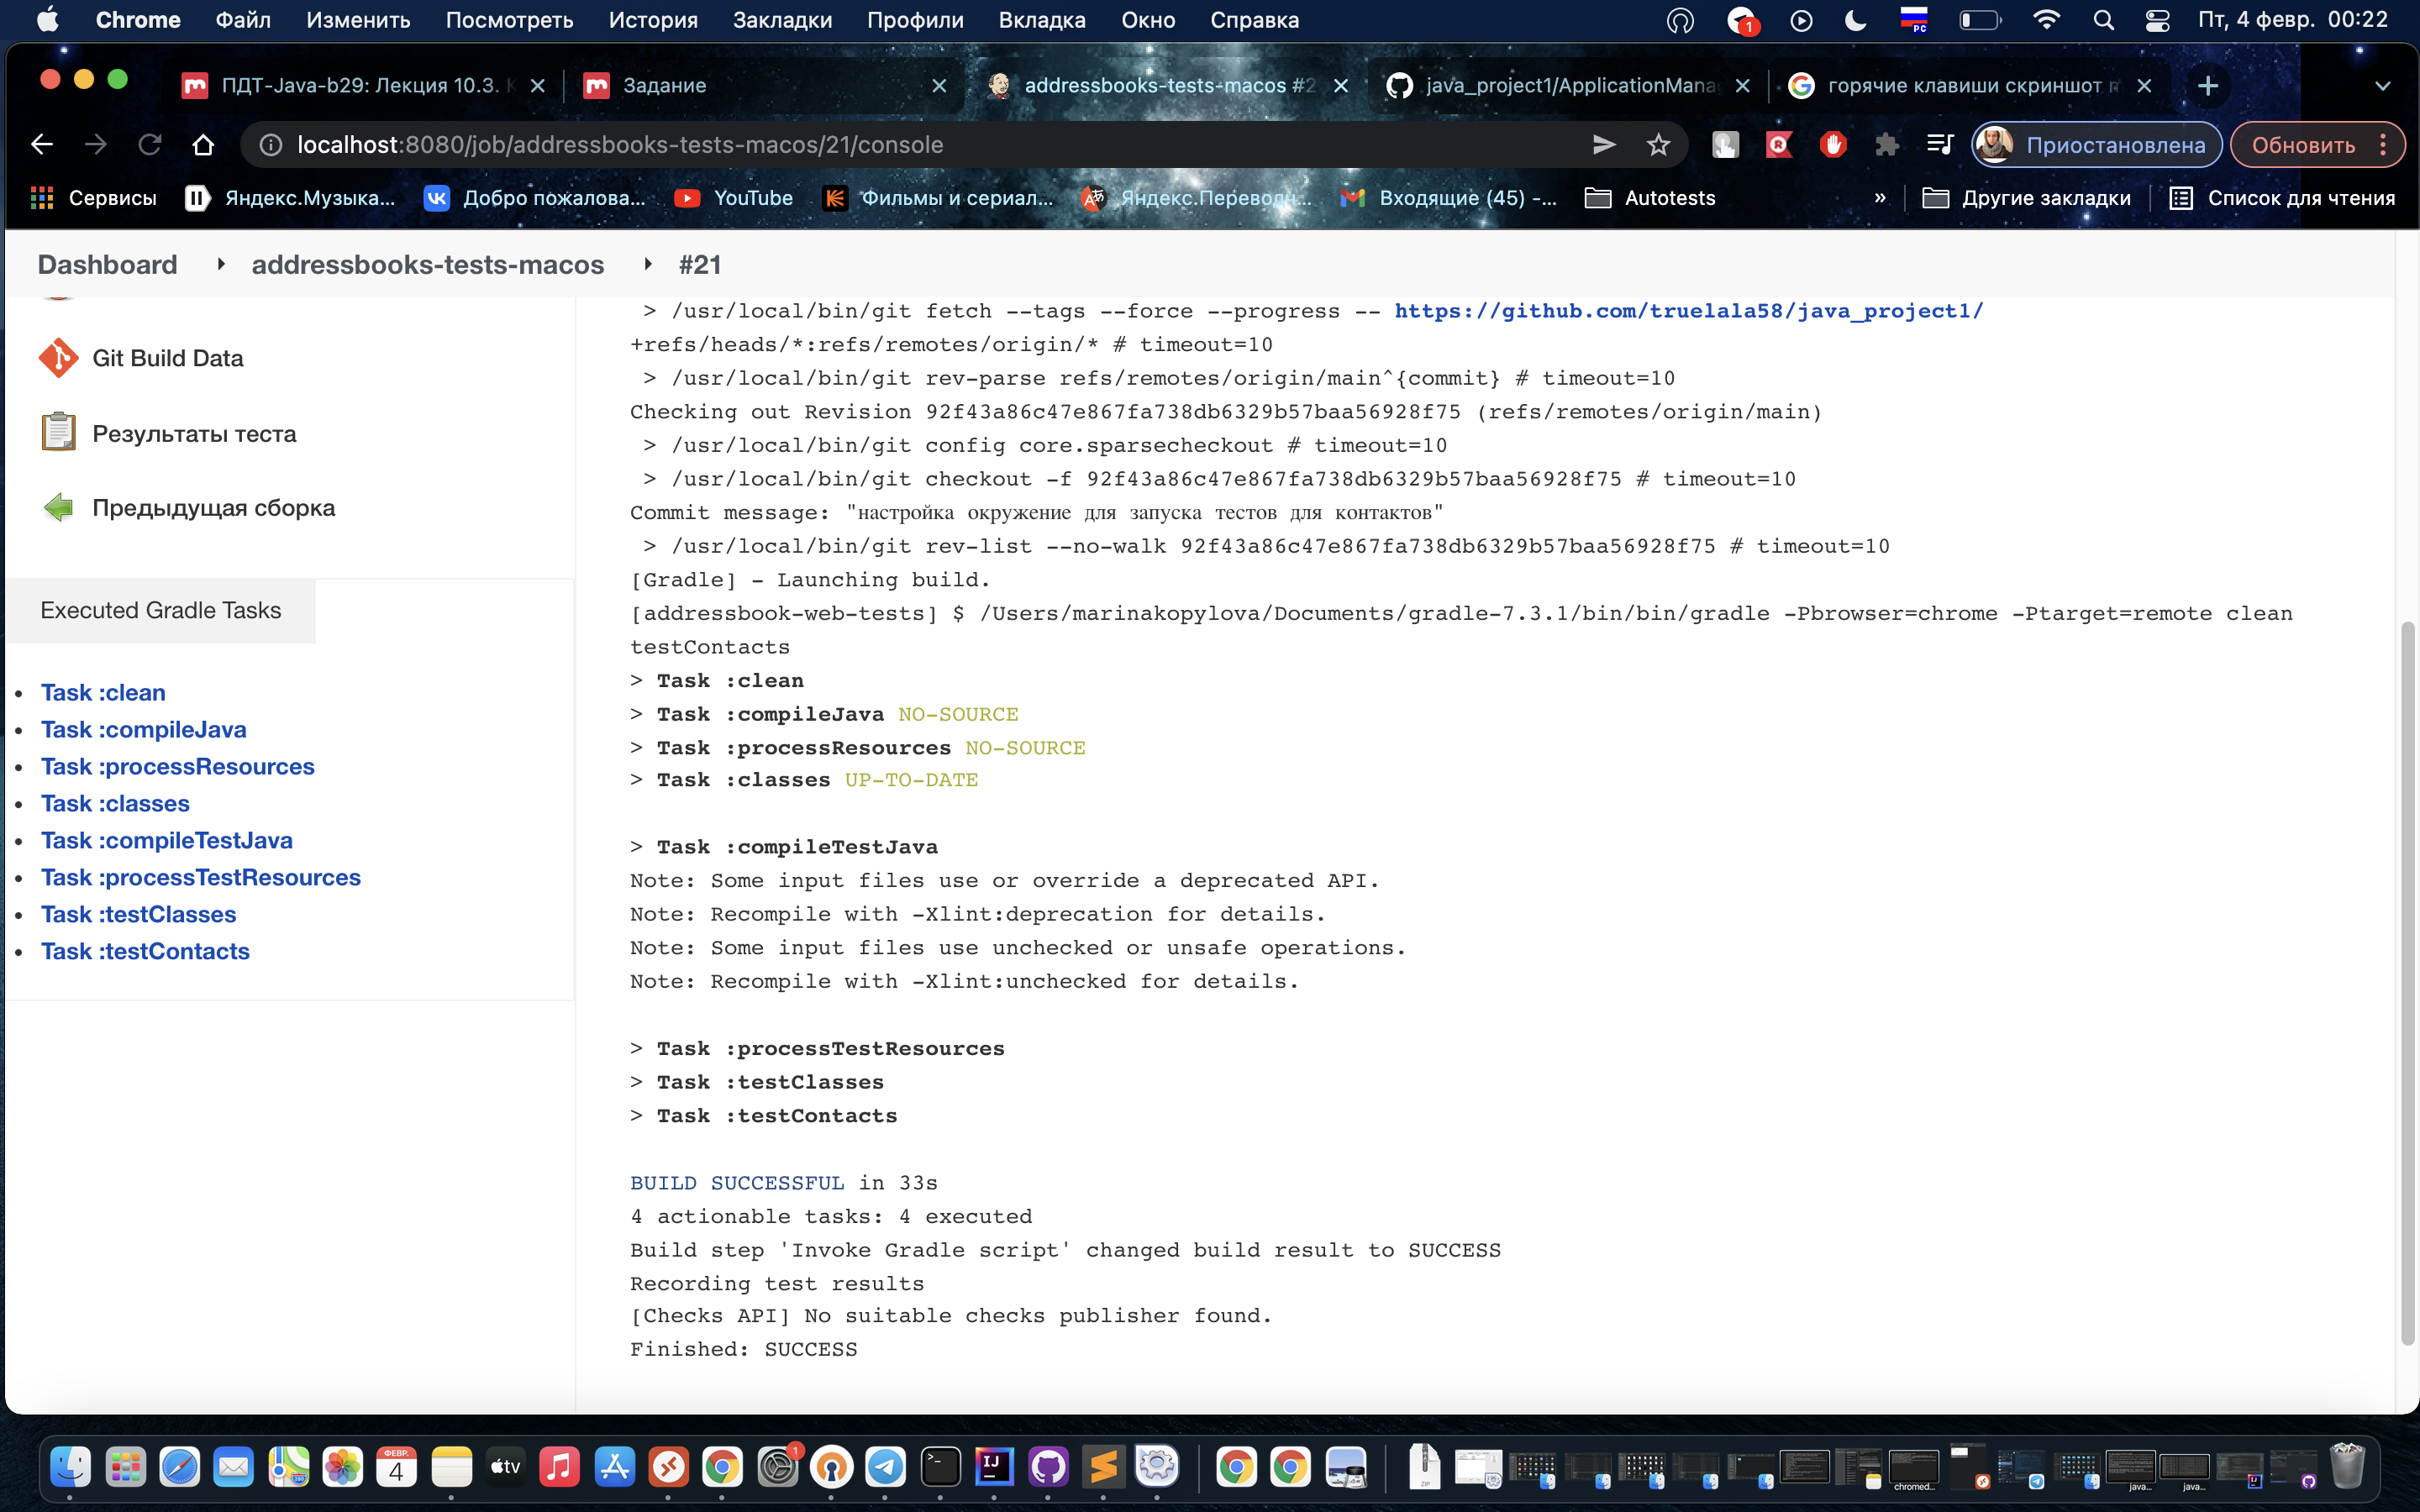 Chrome Файл Изменить Посмотреть История Закладки Профили Вкладка Окно Справка 1 РС Пт, 4 февр. 00:22
ПДТ-Java-b29: Лекция 10.3. Задание addressbooks-tests-macos #2 java_project1/ApplicationMana горячие клавиши скриншот
localhost:8080/job/addressbooks-tests-macos/21/console Приостановлена Обновить
Сервисы Яндекс.Музыка... Добро пожалова... YouTube Фильмы и сериал... Яндекс.Переводч... Входящие (45) -... Autotests » Другие закладки Список для чтения
Dashboard addressbooks-tests-macos #21
Git Build Data
Результаты теста
Предыдущая сборка
Executed Gradle Tasks
Task :clean
Task :compileJava
Task :processResources
Task :classes
Task :compileTestJava
Task :processTestResources
Task :testClasses
Task :testContacts
> /usr/local/bin/git fetch --tags --force --progress -- https://github.com/truelala58/java_project1/
+refs/heads/*:refs/remotes/origin/* # timeout=10
> /usr/local/bin/git rev-parse refs/remotes/origin/main^{commit} # timeout=10
Checking out Revision 92f43a86c47e867fa738db6329b57baa56928f75 (refs/remotes/origin/main)
> /usr/local/bin/git config core.sparsecheckout # timeout=10
> /usr/local/bin/git checkout -f 92f43a86c47e867fa738db6329b57baa56928f75 # timeout=10
Commit message: "настройка окружение для запуска тестов для контактов"
> /usr/local/bin/git rev-list --no-walk 92f43a86c47e867fa738db6329b57baa56928f75 # timeout=10
[Gradle] - Launching build.
[addressbook-web-tests] $ /Users/marinakopylova/Documents/gradle-7.3.1/bin/bin/gradle -Pbrowser=chrome -Ptarget=remote clean
testContacts
> Task :clean
> Task :compileJava NO-SOURCE
> Task :processResources NO-SOURCE
> Task :classes UP-TO-DATE
> Task :compileTestJava
Note: Some input files use or override a deprecated API.
Note: Recompile with -Xlint:deprecation for details.
Note: Some input files use unchecked or unsafe operations.
Note: Recompile with -Xlint:unchecked for details.
> Task :processTestResources
> Task :testClasses
> Task :testContacts
BUILD SUCCESSFUL in 33s
4 actionable tasks: 4 executed
Build step 'Invoke Gradle script' changed build result to SUCCESS
Recording test results
[Checks API] No suitable checks publisher found.
Finished: SUCCESS
ФЕВР. 4 tv 1 IJ ZIP chromed... java... java...